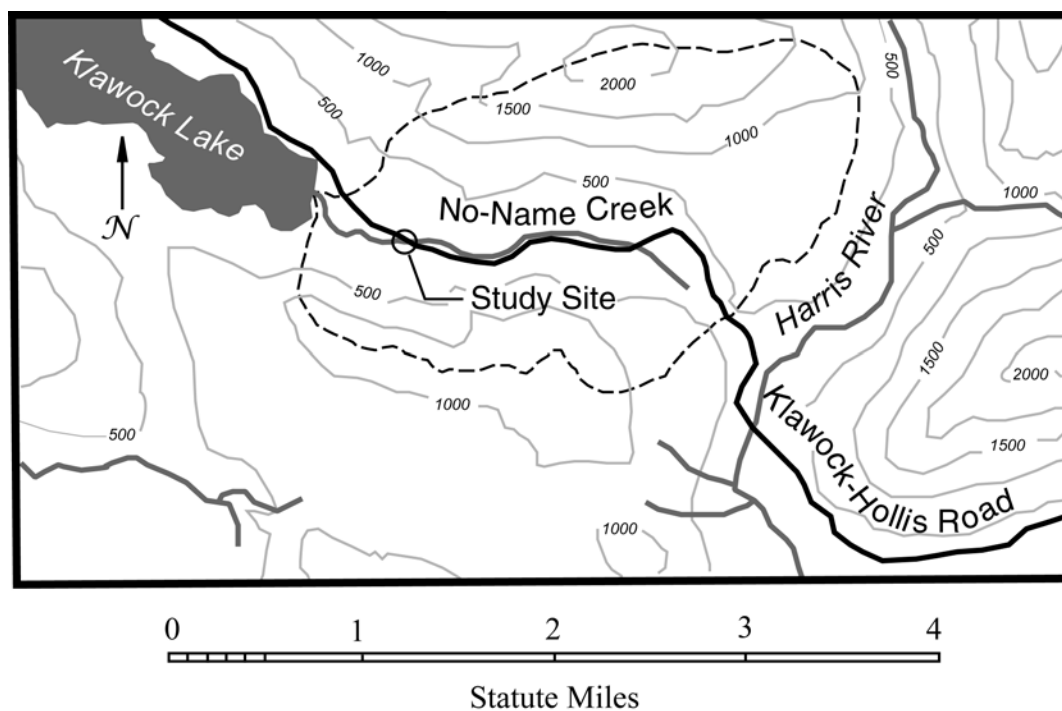 Klawock Lake
N
1000
500
1500
2000
1000
500
500
1000
500
No-Name Creek
Study Site
500
1000
Harris River
1500
2000
1500
500
1000
Klawock-Hollis Road
0 1 2 3 4
Statute Miles